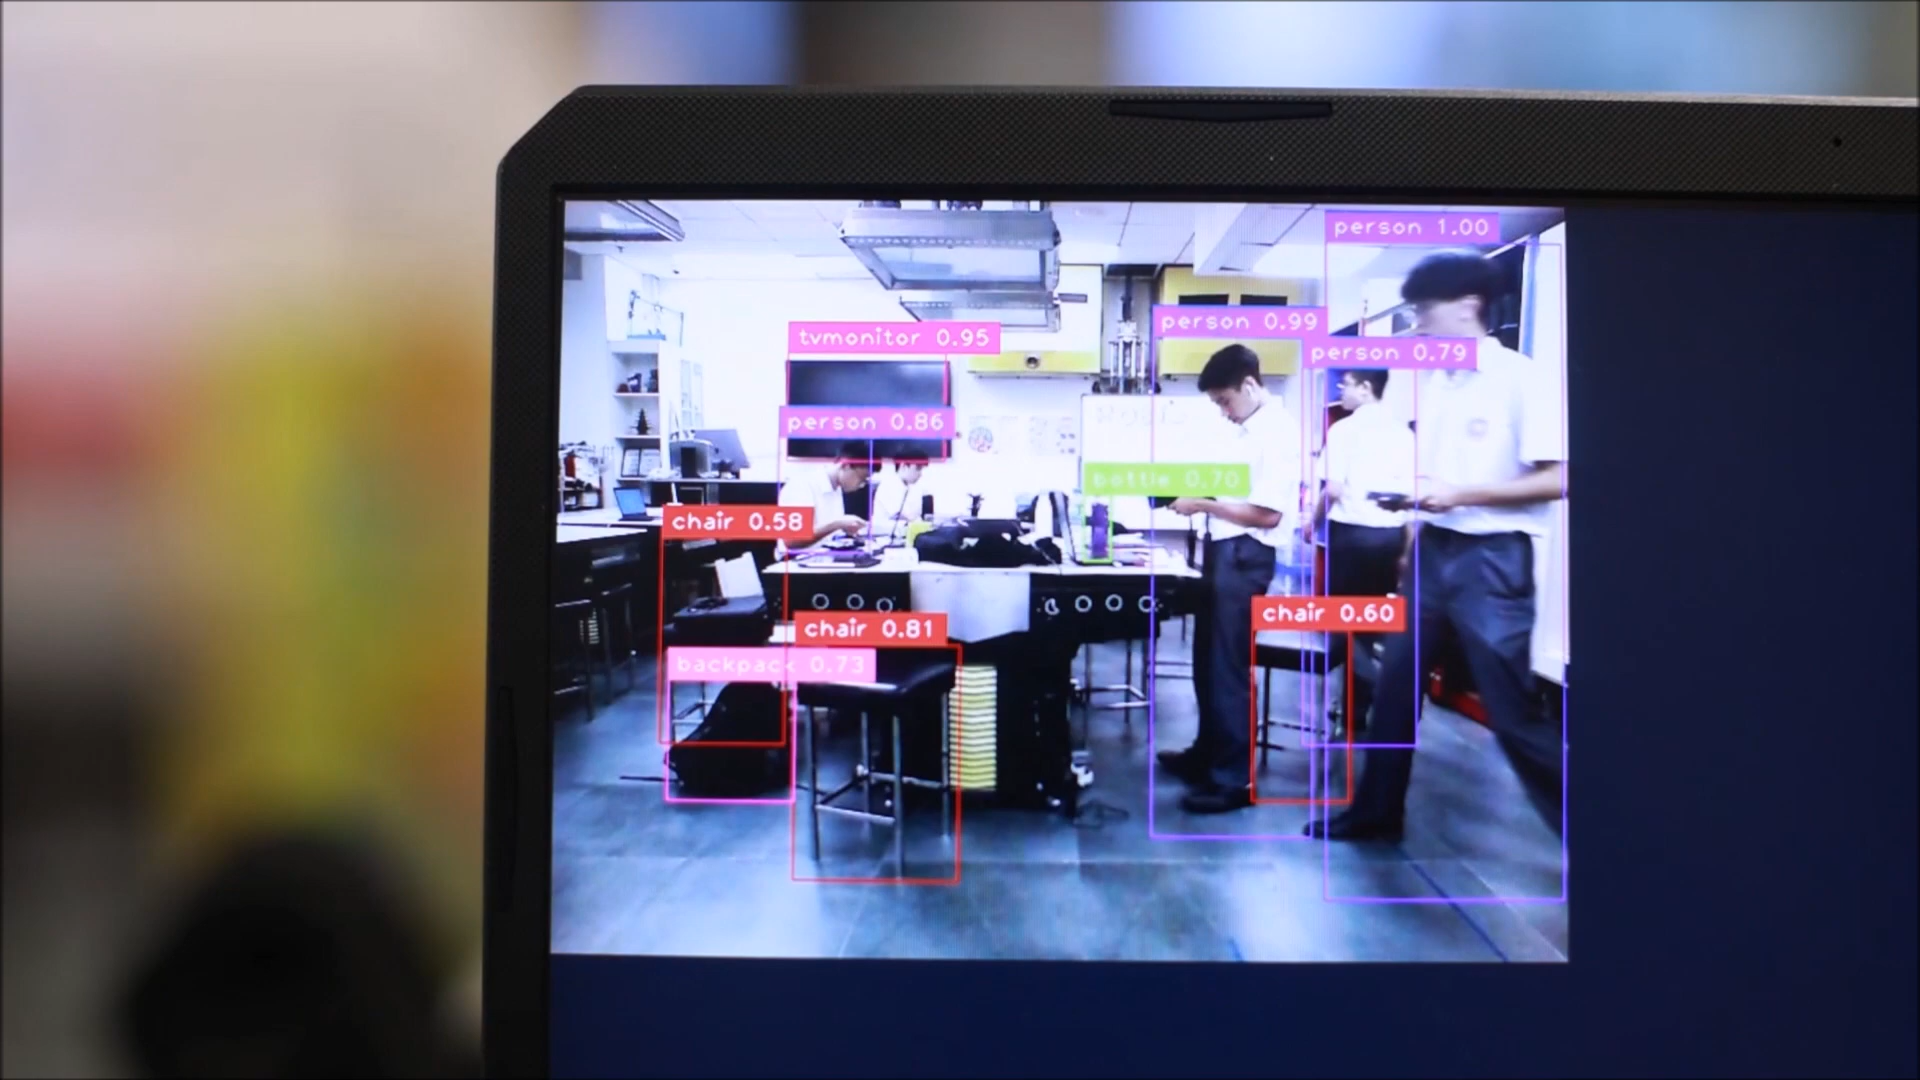 person 1.00
person 0.99
tvmonitor 0.95
person 0.79
person 0.86
bottle 0.70
chair 0.58
chair 0.60
chair 0.81
backpack 0.73